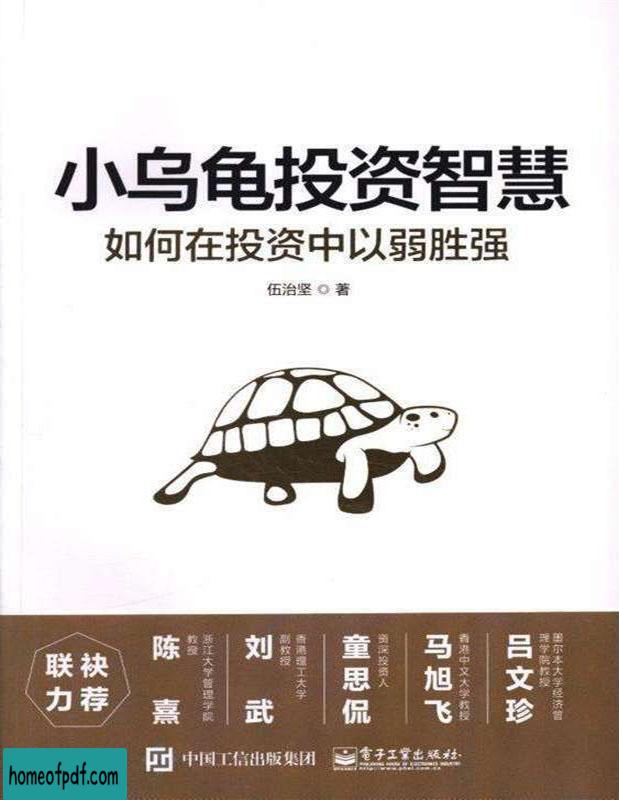 小乌龟投资智慧
如何在投资中以弱胜强
伍治坚◎著
联袂
力荐
陈熹
浙江大学管理学院
教授
刘武
香港理工大学
副教授
童思侃
资深投资人
马旭飞
香港中文大学教授
吕文珍
墨尔本大学经济管
理学院教授
中国工信出版集团
电子工业出版社
homeofpdf.com